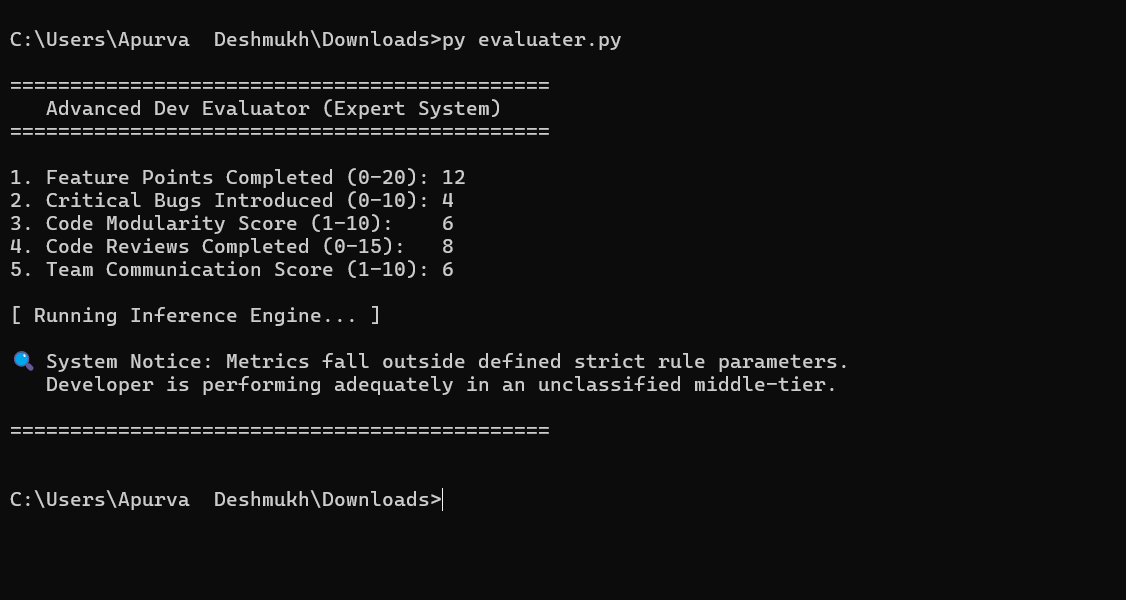 C:\Users\Apurva  Deshmukh\Downloads>py evaluater.py
=============================================
   Advanced Dev Evaluator (Expert System)
=============================================
1. Feature Points Completed (0-20): 12
2. Critical Bugs Introduced (0-10): 4
3. Code Modularity Score (1-10):    6
4. Code Reviews Completed (0-15):   8
5. Team Communication Score (1-10): 6
[ Running Inference Engine... ]
🔍 System Notice: Metrics fall outside defined strict rule parameters.
   Developer is performing adequately in an unclassified middle-tier.
=============================================
C:\Users\Apurva  Deshmukh\Downloads>